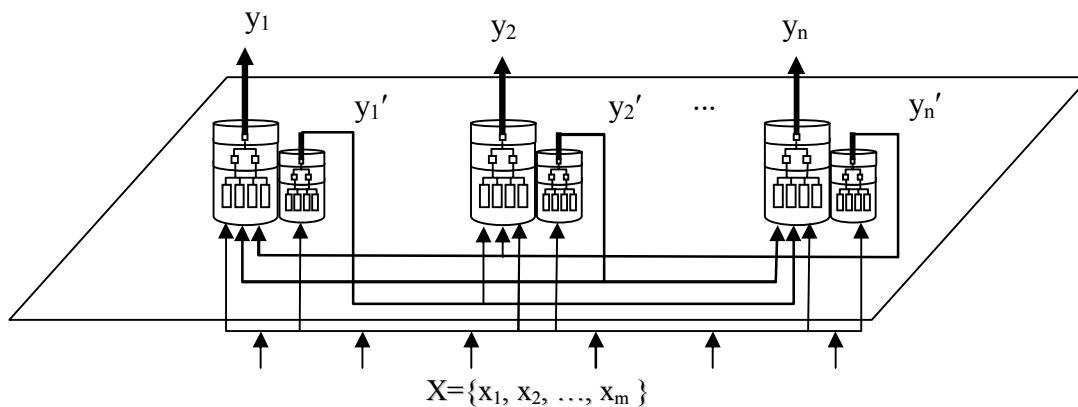 y1 y2 yn
y1′ y2′ ... yn′
X={x1, x2, …, xm }